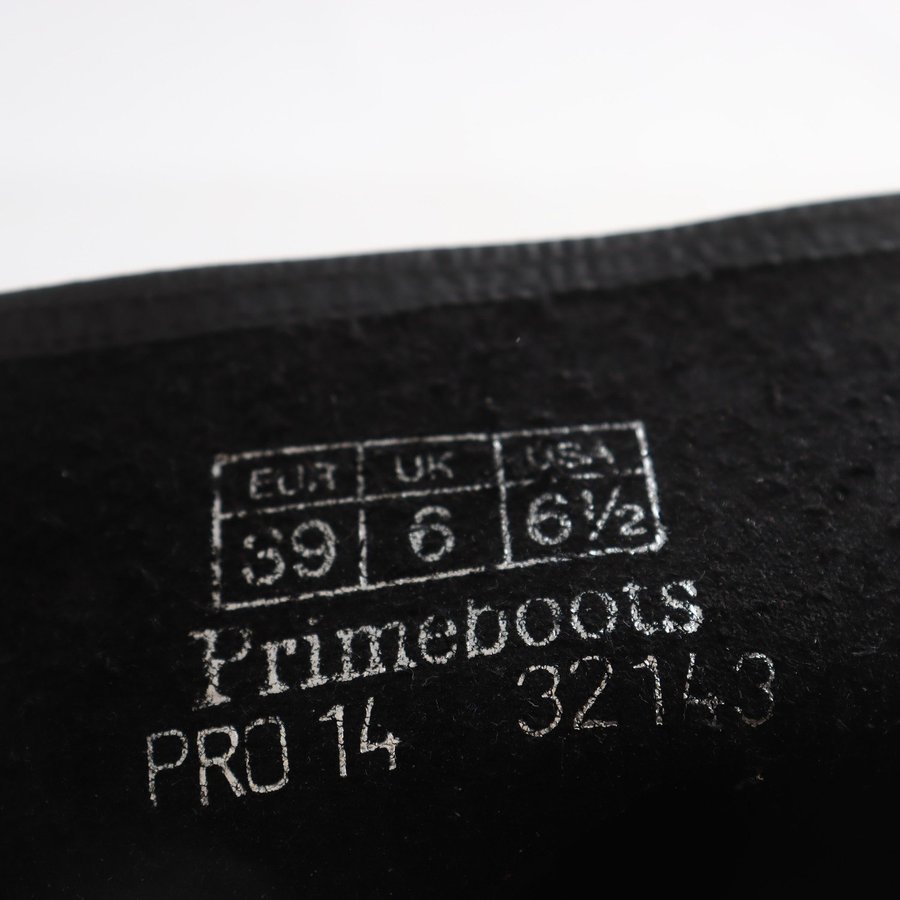 EUR UK USA
39 6 6½
Primeboots
PRO 14 32143